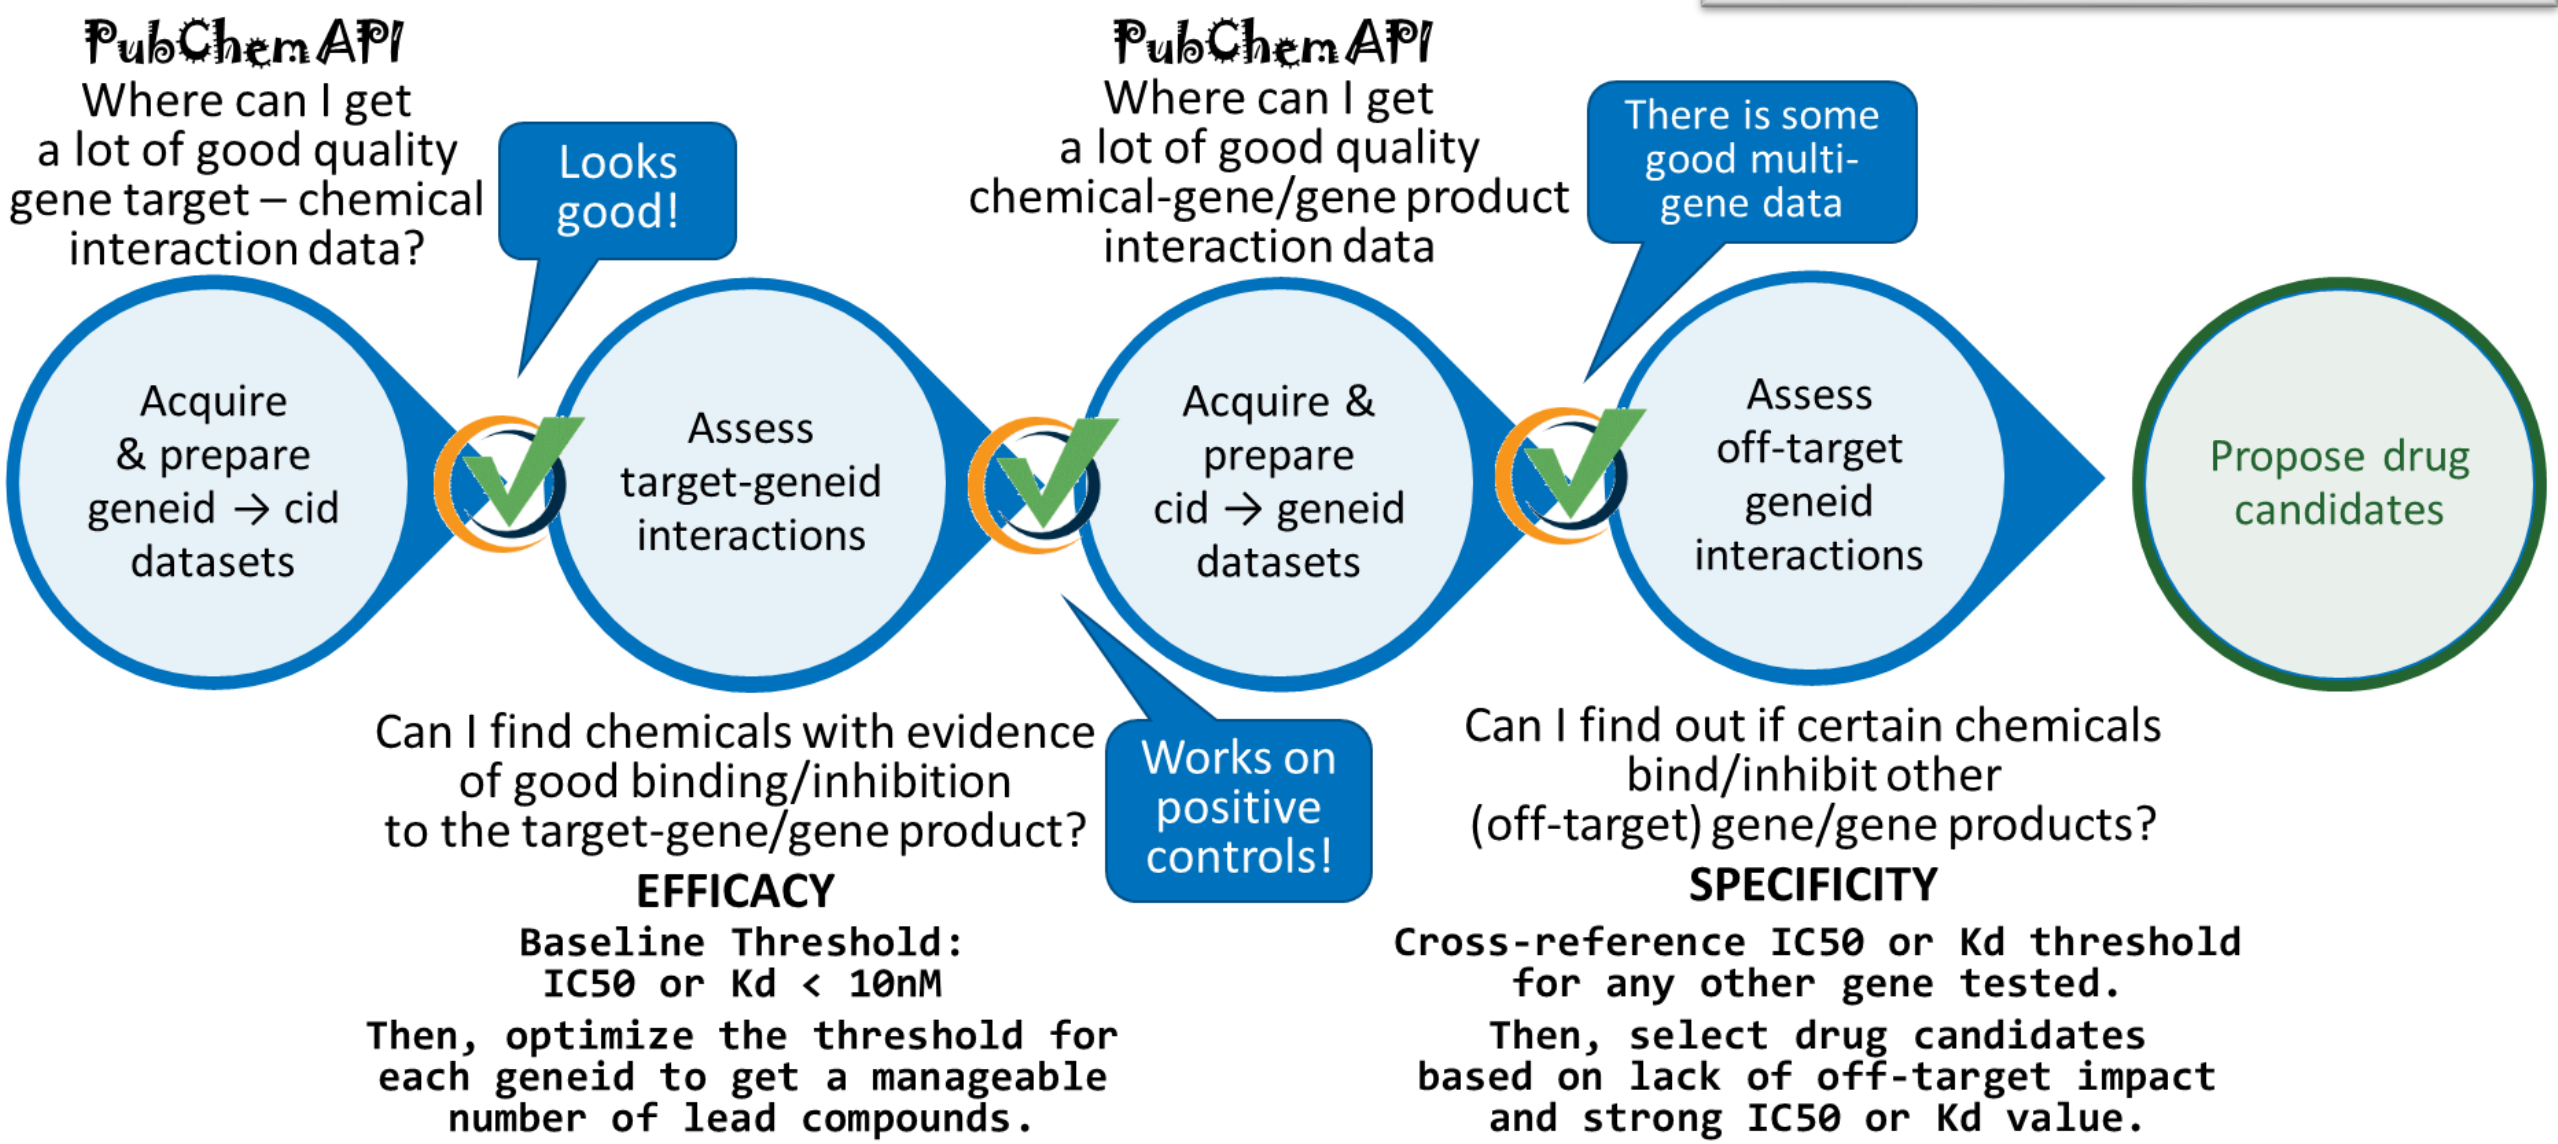 PubChem API
Where can I get
a lot of good quality
gene target – chemical
interaction data?
Looks
good!
PubChem API
Where can I get
a lot of good quality
chemical-gene/gene product
interaction data
There is some
good multi-
gene data
Acquire
& prepare
geneid → cid
datasets
Assess
target-geneid
interactions
Acquire &
prepare
cid → geneid
datasets
Assess
off-target
geneid
interactions
Propose drug
candidates
Can I find chemicals with evidence
of good binding/inhibition
to the target-gene/gene product?
EFFICACY
Baseline Threshold:
IC50 or Kd < 10nM
Then, optimize the threshold for
each geneid to get a manageable
number of lead compounds.
Works on
positive
controls!
Can I find out if certain chemicals
bind/inhibit other
(off-target) gene/gene products?
SPECIFICITY
Cross-reference IC50 or Kd threshold
for any other gene tested.
Then, select drug candidates
based on lack of off-target impact
and strong IC50 or Kd value.